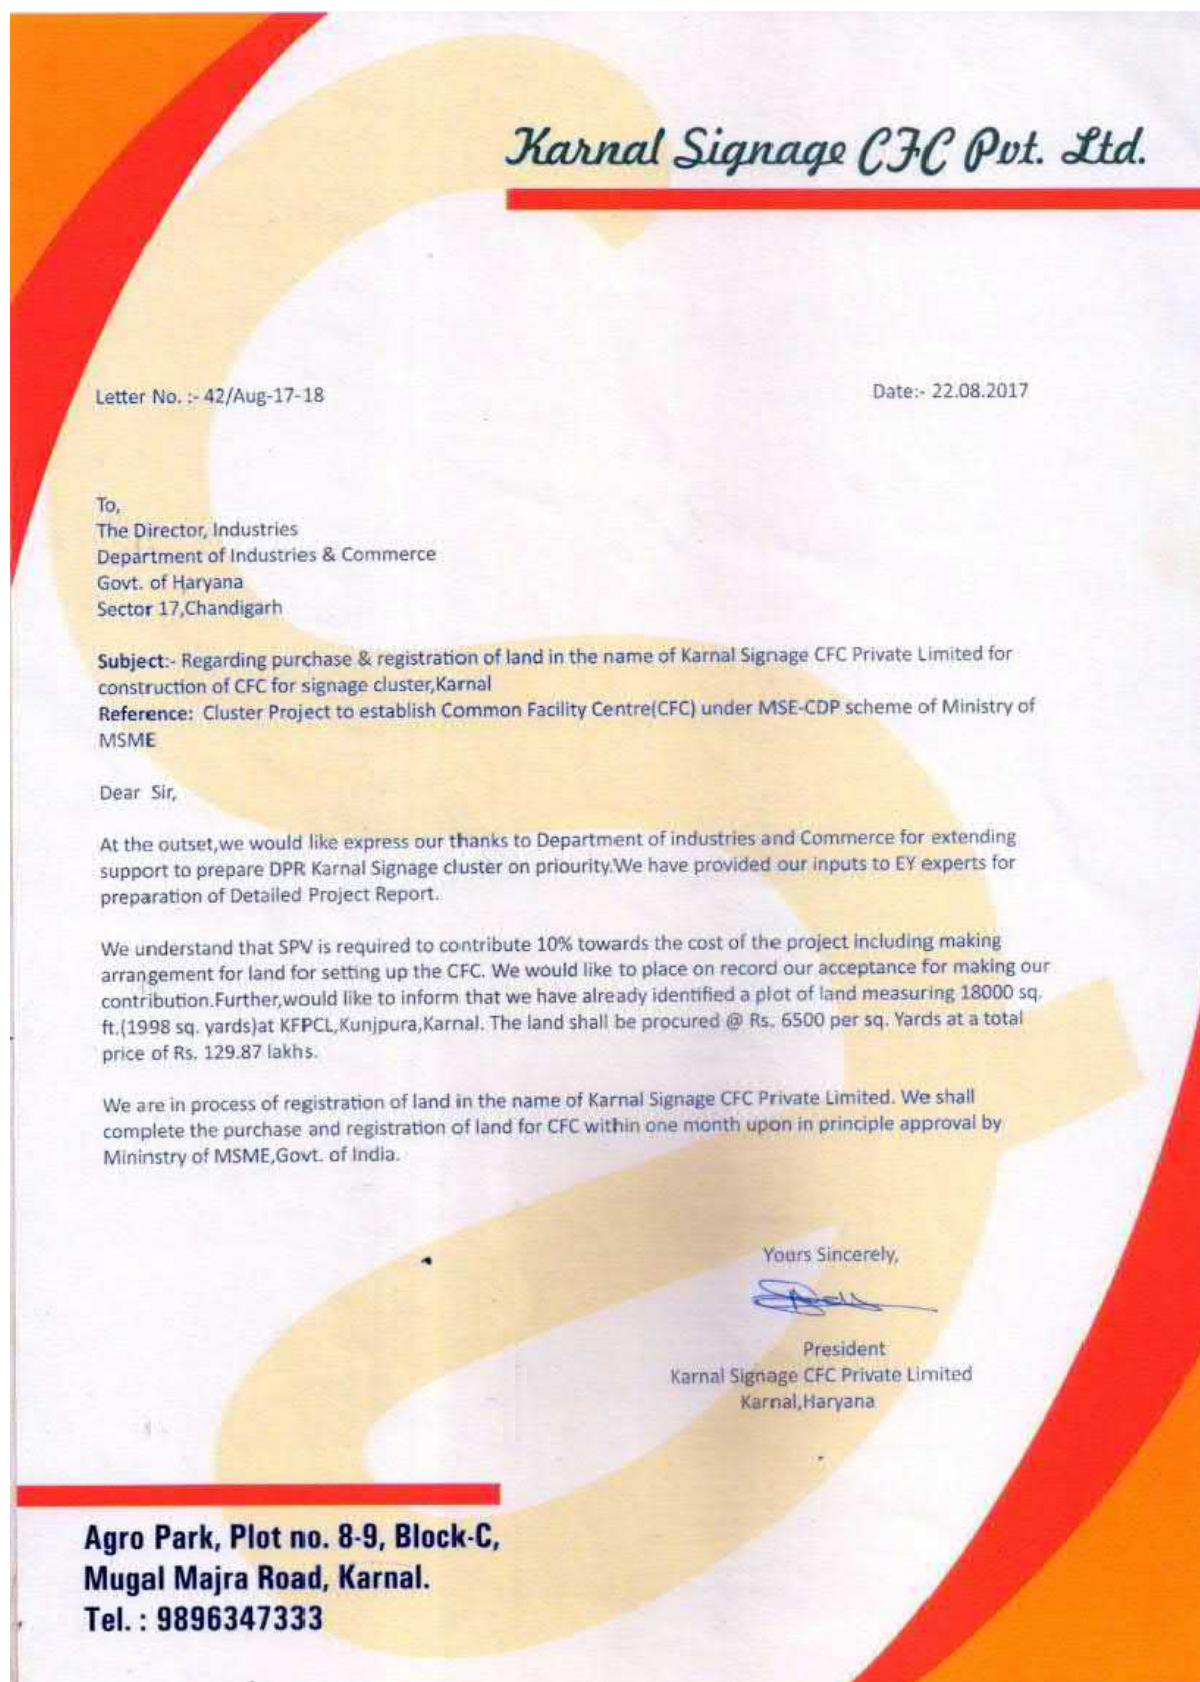 Karnal Signage CFC Pvt. Ltd.
Letter No. :- 42/Aug-17-18
Date:- 22.08.2017
To,
The Director, Industries
Department of Industries & Commerce
Govt. of Haryana
Sector 17,Chandigarh
Subject:- Regarding purchase & registration of land in the name of Karnal Signage CFC Private Limited for
construction of CFC for signage cluster,Karnal
Reference: Cluster Project to establish Common Facility Centre(CFC) under MSE-CDP scheme of Ministry of
MSME
Dear Sir,
At the outset,we would like express our thanks to Department of industries and Commerce for extending
support to prepare DPR Karnal Signage cluster on priourity.We have provided our inputs to EY experts for
preparation of Detailed Project Report.
We understand that SPV is required to contribute 10% towards the cost of the project including making
arrangement for land for setting up the CFC. We would like to place on record our acceptance for making our
contribution.Further,would like to inform that we have already identified a plot of land measuring 18000 sq.
ft.(1998 sq. yards)at KFPCL,Kunjpura,Karnal. The land shall be procured @ Rs. 6500 per sq. Yards at a total
price of Rs. 129.87 lakhs.
We are in process of registration of land in the name of Karnal Signage CFC Private Limited. We shall
complete the purchase and registration of land for CFC within one month upon in principle approval by
Mininstry of MSME,Govt. of India.
Yours Sincerely,
President
Karnal Signage CFC Private Limited
Karnal,Haryana
Agro Park, Plot no. 8-9, Block-C,
Mugal Majra Road, Karnal.
Tel. : 9896347333